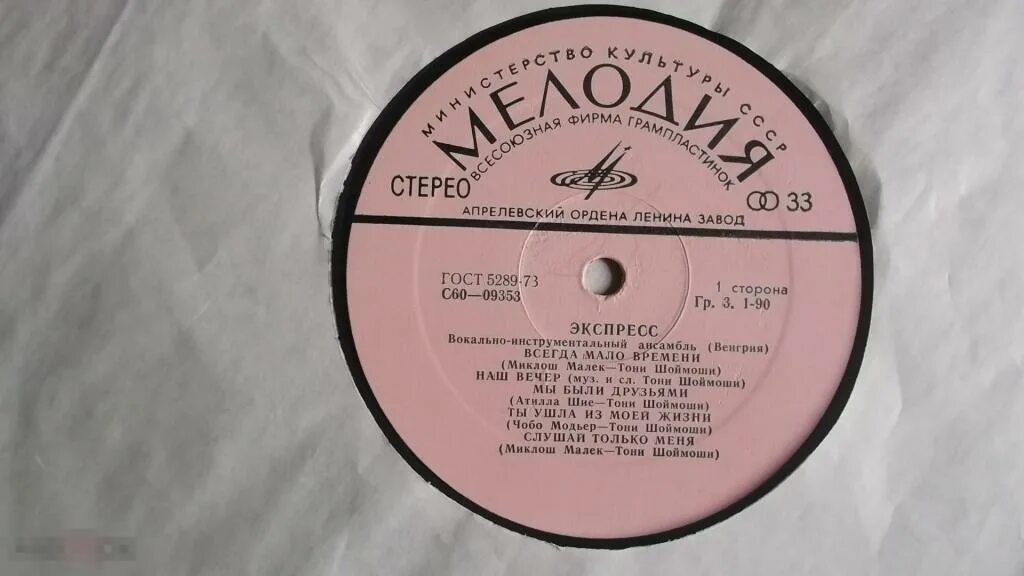 МИНИСТЕРСТВО КУЛЬТУРЫ СССР
МЕЛОДИЯ
ВСЕСОЮЗНАЯ ФИРМА ГРАМПЛАСТИНОК
СТЕРЕО
33
АПРЕЛЕВСКИЙ ОРДЕНА ЛЕНИНА ЗАВОД
ГОСТ 5289-73
С60—09353
1 сторона
Гр. 3. 1-90
ЭКСПРЕСС
Вокально-инструментальный ансамбль (Венгрия)
ВСЕГДА МАЛО ВРЕМЕНИ
(Миклош Малек—Тони Шоймоши)
НАШ ВЕЧЕР (муз. и сл. Тони Шоймоши)
МЫ БЫЛИ ДРУЗЬЯМИ
(Атилла Шие—Тони Шоймоши)
ТЫ УШЛА ИЗ МОЕЙ ЖИЗНИ
(Чобо Модьер—Тони Шоймоши)
СЛУШАЙ ТОЛЬКО МЕНЯ
(Миклош Малек—Тони Шоймоши)